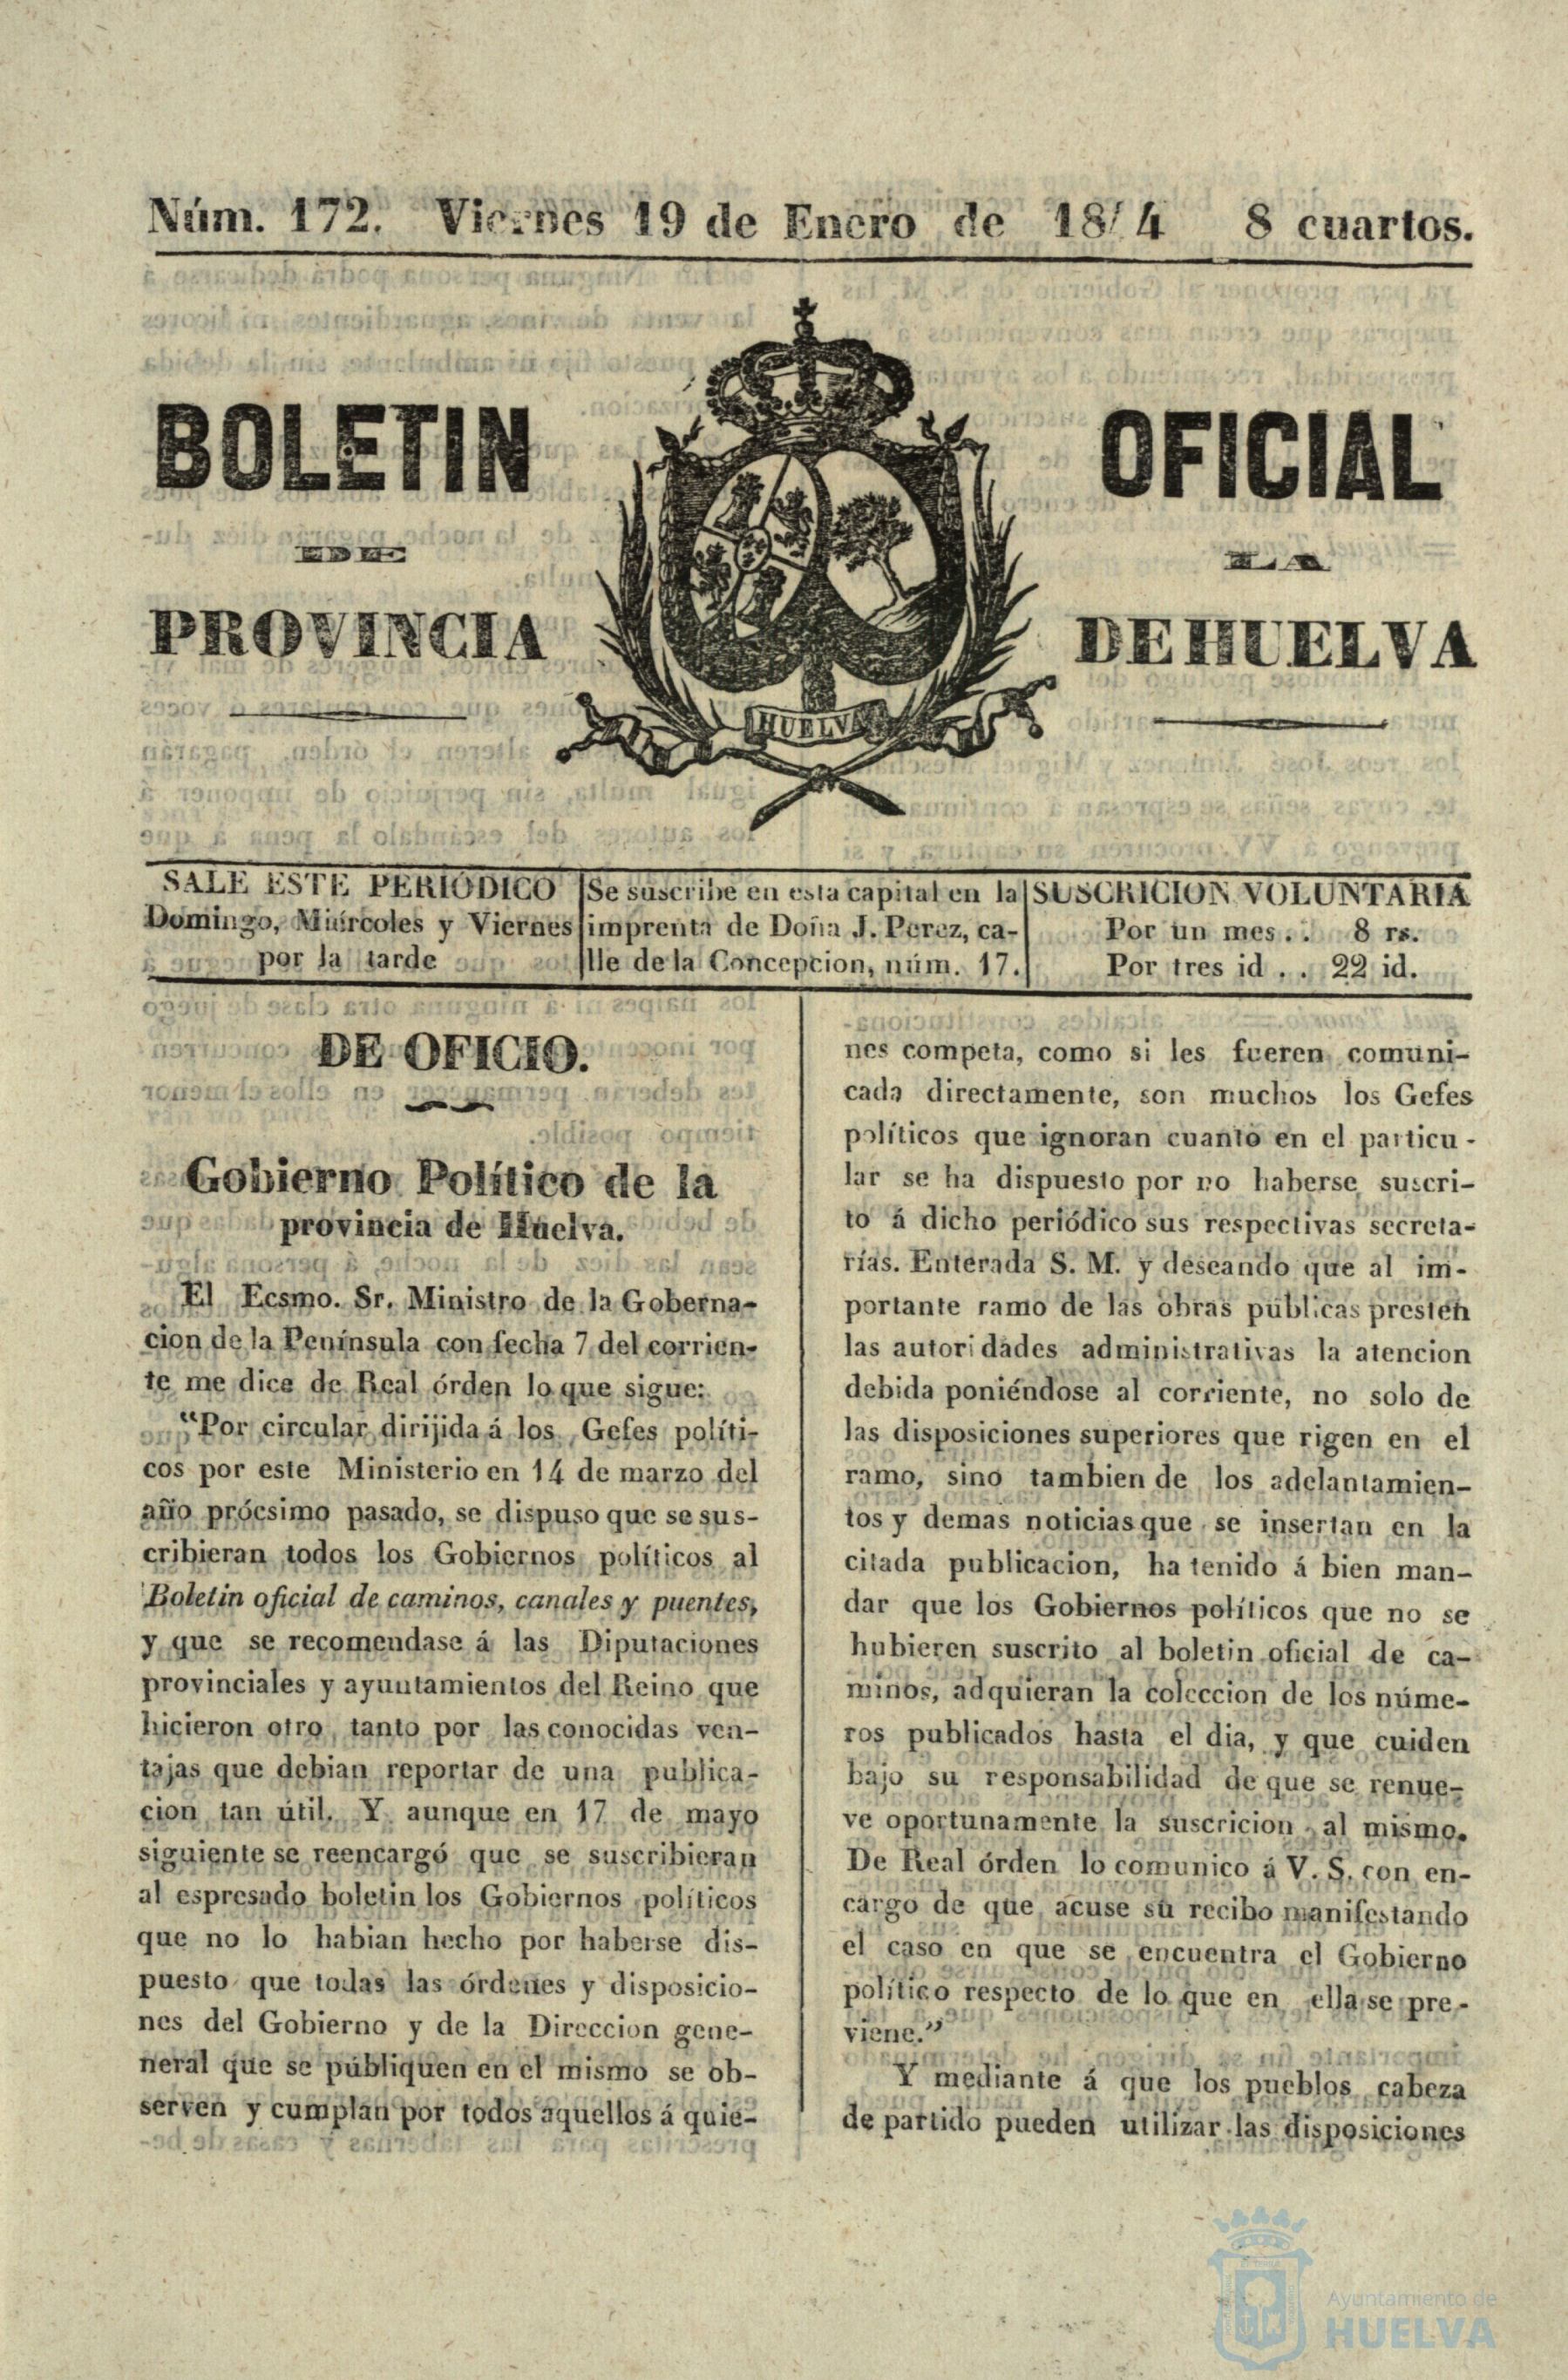 Núm. 172. Viernes 19 de Enero de 18 4 8 cuartos.
BOLETIN OFICIAL
DE LA
PROVINCIA DE HUELVA
HUELVA
SALE ESTE PERIÓDICO
Domingo, Miércoles y Viernes
por la tarde
Se suscribe en esta capital en la
imprenta de Doña J. Perez, ca-
lle de la Concepcion, núm. 17.
SUSCRICION VOLUNTARIA
Por un mes.. 8 rs.
Por tres id . . 22 id.
DE OFICIO.
Gobierno Político de la
provincia de Huelva.
El Ecsmo. Sr. Ministro de la Goberna-
cion de la Península con fecha 7 del corrien-
te me dice de Real órden lo que sigue:
"Por circular dirijida á los Gefes políti-
cos por este Ministerio en 14 de marzo del
año prócsimo pasado, se dispuso que se sus-
cribieran todos los Gobiernos políticos al
Boletin oficial de caminos, canales y puentes,
y que se recomendase á las Diputaciones
provinciales y ayuntamientos del Reino que
hicieron otro tanto por las conocidas ven-
tajas que debian reportar de una publica-
cion tan útil. Y aunque en 17 de mayo
siguiente se reencargó que se suscribieran
al espresado boletin los Gobiernos políticos
que no lo habian hecho por haberse dis-
puesto que todas las órdenes y disposicio-
nes del Gobierno y de la Direccion gene-
neral que se públiquen en el mismo se ob-
serven y cumplan por todos aquellos á quie-
nes competa, como si les fueren comuni-
cada directamente, son muchos los Gefes
políticos que ignoran cuanto en el particu-
lar se ha dispuesto por no haberse suscri-
to á dicho periódico sus respectivas secreta-
rías. Enterada S. M. y deseando que al im-
portante ramo de las obras públicas presten
las autoridades administrativas la atencion
debida poniéndose al corriente, no solo de
las disposiciones superiores que rigen en el
ramo, sino tambien de los adelantamien-
tos y demas noticias que se insertan en la
citada publicacion, ha tenido á bien man-
dar que los Gobiernos políticos que no se
hubieren suscrito al boletin oficial de ca-
minos, adquieran la coleccion de los núme-
ros publicados hasta el dia, y que cuiden
bajo su responsabilidad de que se renue-
ve oportunamente la suscricion al mismo.
De Real órden lo comunico á V. S. con en-
cargo de que acuse su recibo manifestando
el caso en que se encuentra el Gobierno
político respecto de lo que en ella se pre-
viene."
Y mediante á que los pueblos cabeza
de partido pueden utilizar las disposiciones
Ayuntamiento de
HUELVA